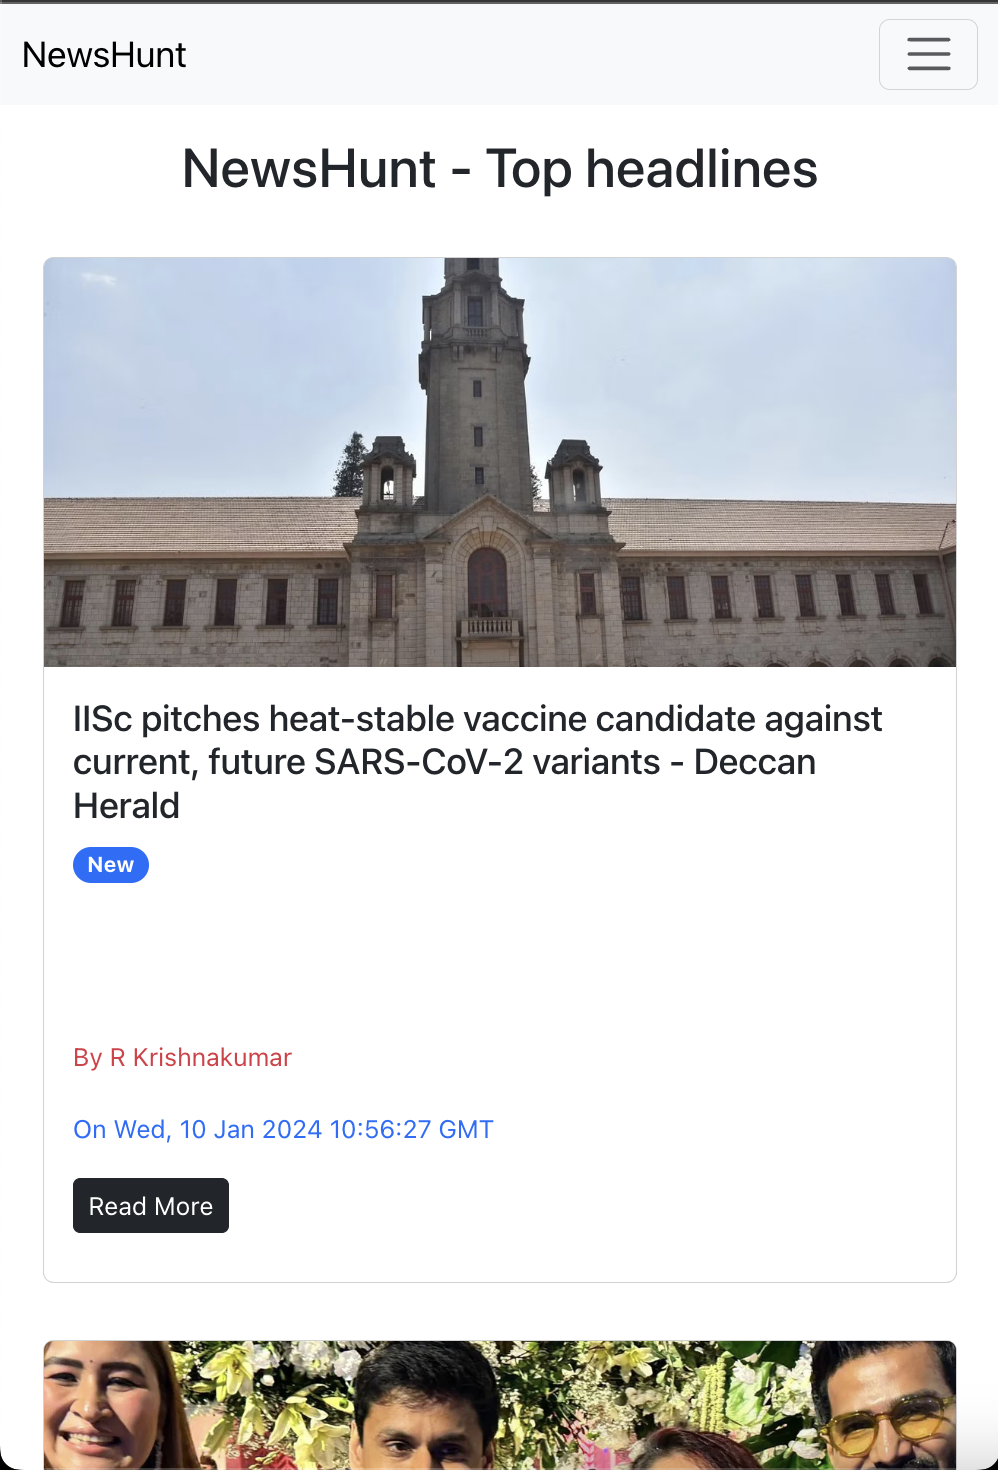 NewsHunt
NewsHunt - Top headlines
IISc pitches heat-stable vaccine candidate against
current, future SARS-CoV-2 variants - Deccan
Herald
New
By R Krishnakumar
On Wed, 10 Jan 2024 10:56:27 GMT
Read More